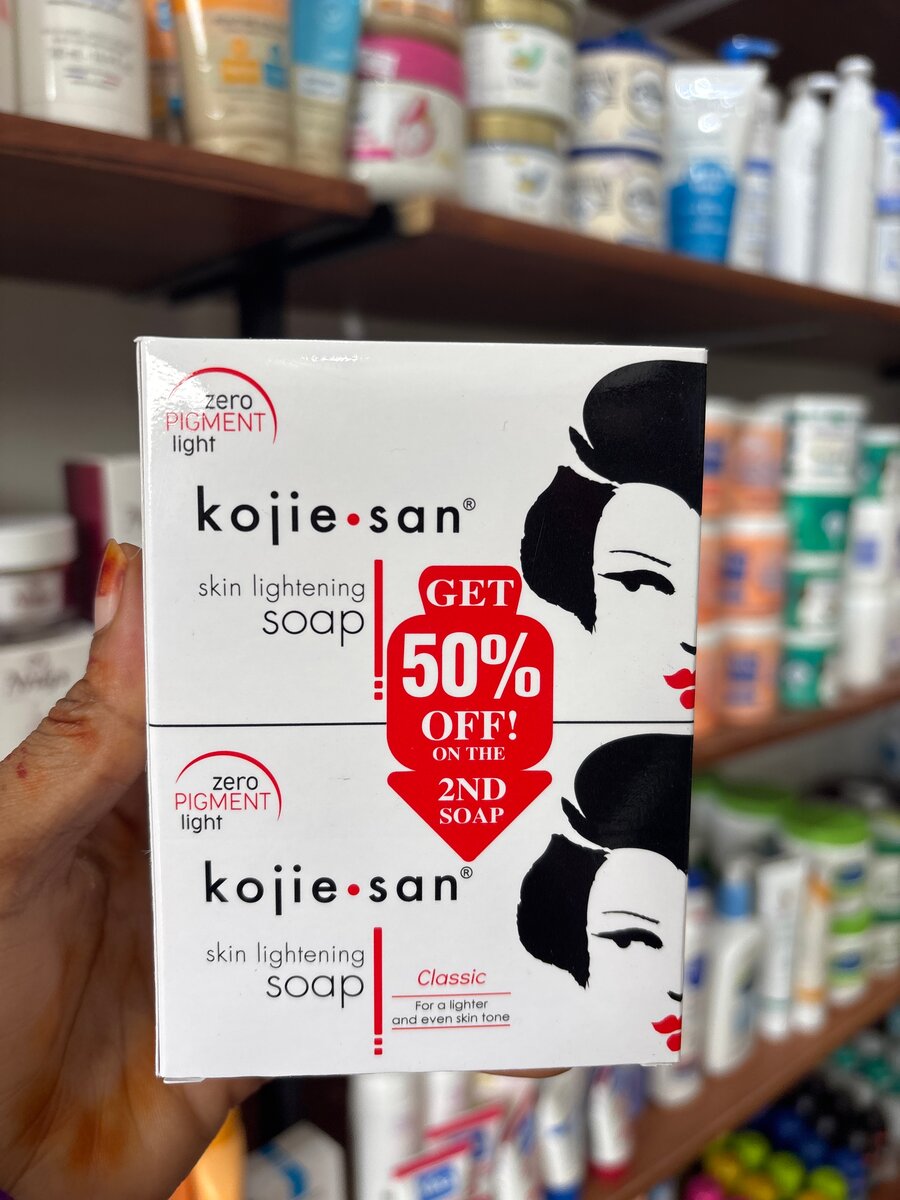 zero
PIGMENT
light
kojie•san®
skin lightening
soap
GET
50%
OFF!
ON THE
2ND
SOAP
zero
PIGMENT
light
kojie•san®
skin lightening
soap
Classic
For a lighter
and even skin tone